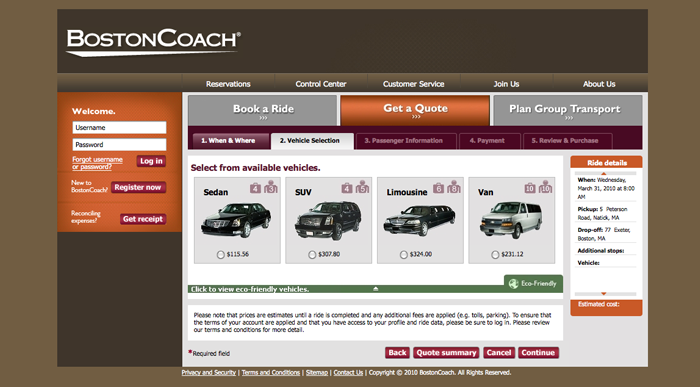 BOSTONCOACH®
Reservations Control Center Customer Service Join Us About Us
Welcome.
Username
Password
Forgot username
or password?
Log in
New to
BostonCoach?
Register now
Reconciling
expenses?
Get receipt
Book a Ride
>>>
Get a Quote
>>>
Plan Group Transport
>>>
1. When & Where
2. Vehicle Selection
3. Passenger Information
4. Payment
5. Review & Purchase
Select from available vehicles.
Sedan
4
$115.56
SUV
4
$307.80
Limousine
6
$324.00
Van
10
$231.12
Click to view eco-friendly vehicles.
Eco-Friendly
Please note that prices are estimates until a ride is completed and any additional fees are applied (e.g. tolls, parking). To ensure that
the terms of your account are applied and that you have access to your profile and ride data, please be sure to log in. Please review
our terms and conditions for more detail.
*Required field
Back
Quote summary
Cancel
Continue
Ride details
When: Wednesday,
March 31, 2010 at 8:00
AM
Pickup: 5 Peterson
Road, Natick, MA
Drop-off: 77 Exeter,
Boston, MA
Additional stops:
Vehicle:
Estimated cost:
Privacy and Security | Terms and Conditions | Sitemap | Contact Us | Copyright © 2010 BostonCoach. All Rights Reserved.